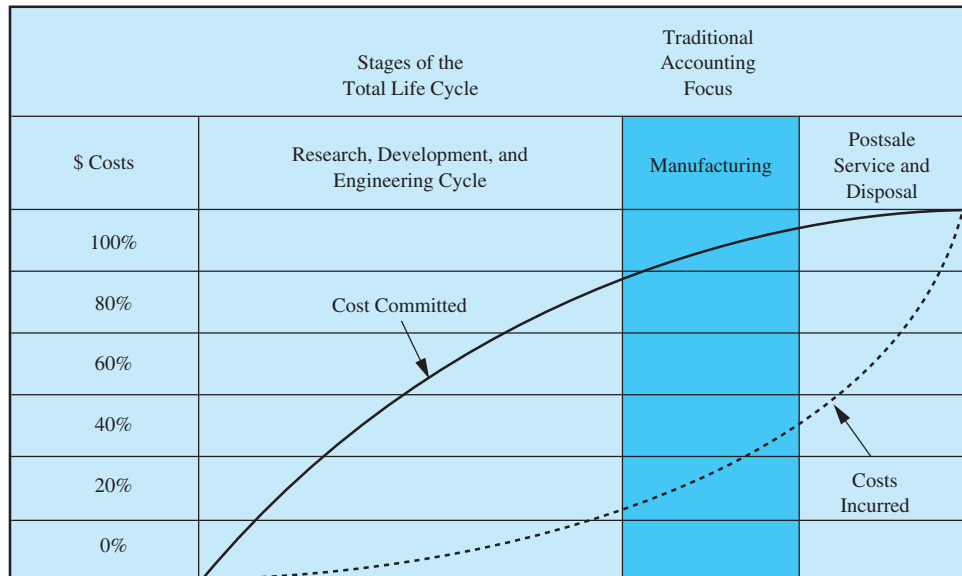 Stages of the
Total Life Cycle
Traditional
Accounting
Focus
$ Costs
Research, Development, and
Engineering Cycle
Manufacturing
Postsale
Service and
Disposal
100%
80%
Cost Committed
60%
40%
20%
Costs
Incurred
0%